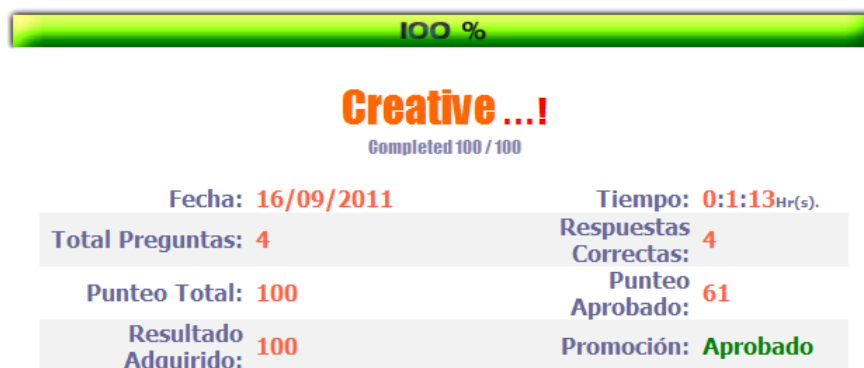 100 %
Creative ...!
Completed 100 / 100
Fecha: 16/09/2011 Tiempo: 0:1:13Hr(s).
Total Preguntas: 4 Respuestas Correctas: 4
Punteo Total: 100 Punteo Aprobado: 61
Resultado Adquirido: 100 Promoción: Aprobado